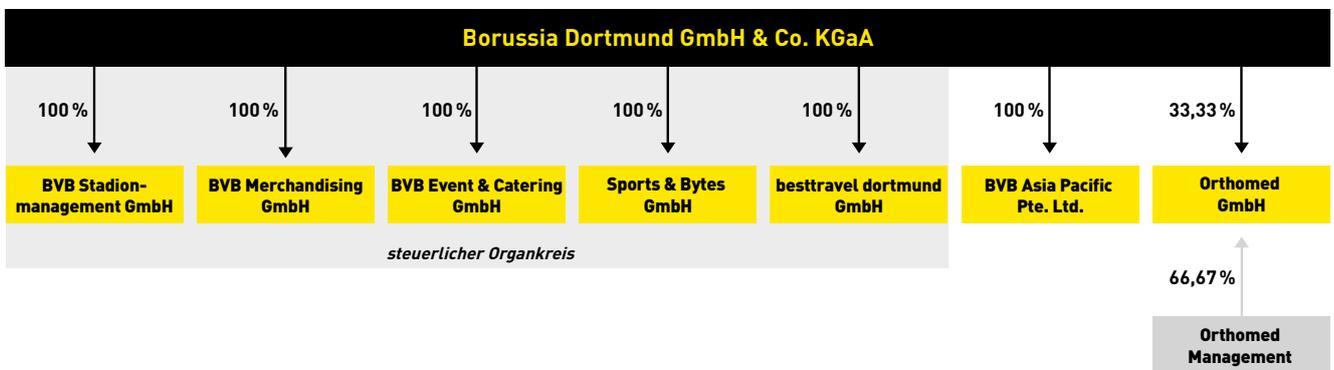 Borussia Dortmund GmbH & Co. KGaA
100 %
100 %
100 %
100 %
100 %
100 %
33,33 %
BVB Stadion-
management GmbH
BVB Merchandising
GmbH
BVB Event & Catering
GmbH
Sports & Bytes
GmbH
besttravel dortmund
GmbH
BVB Asia Pacific
Pte. Ltd.
Orthomed
GmbH
steuerlicher Organkreis
66,67 %
Orthomed
Management